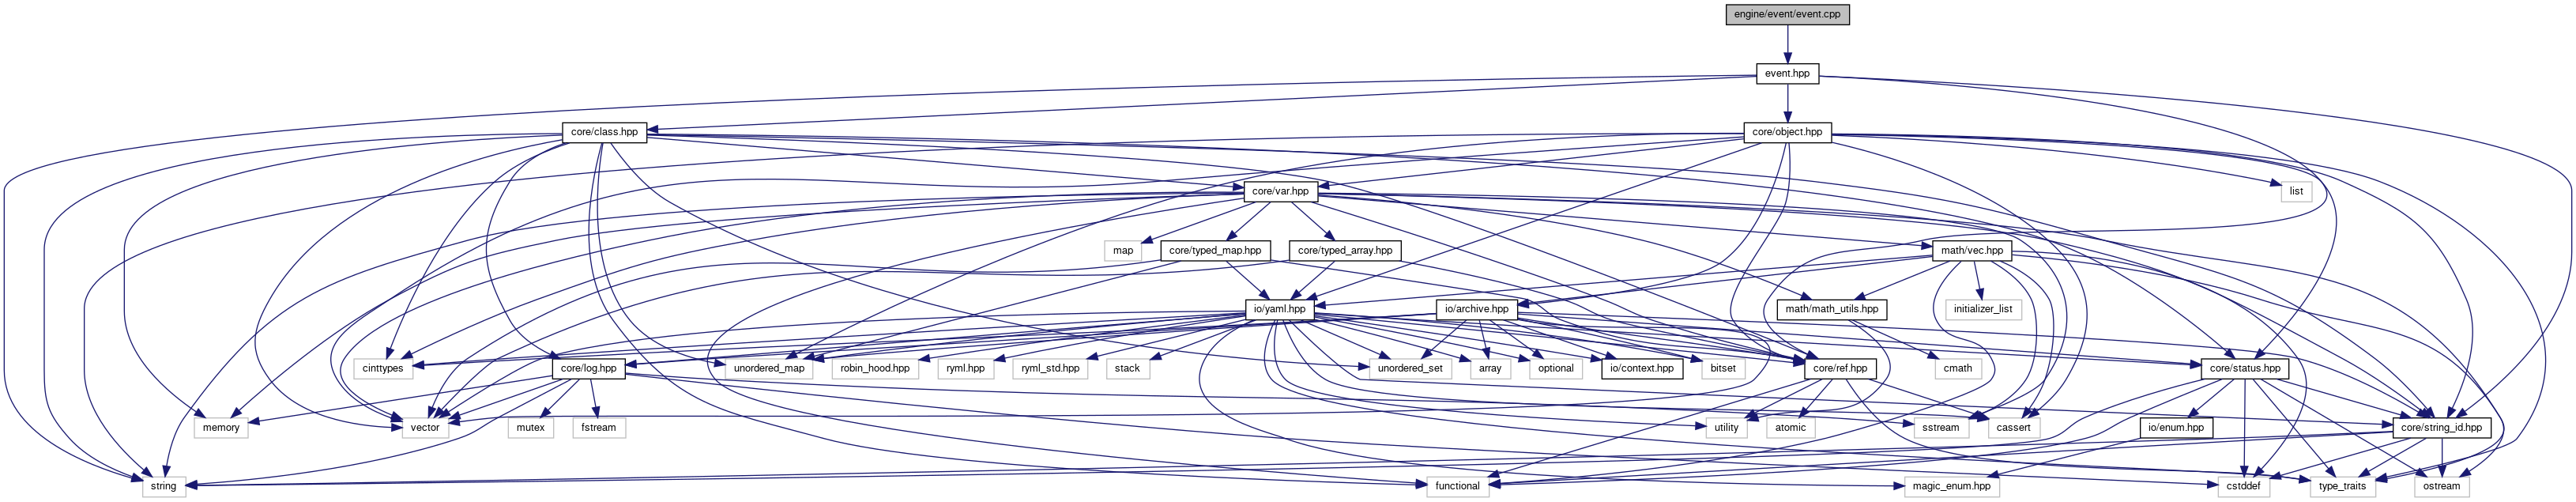 engine/event/event.cpp
event.hpp
core/class.hpp
core/object.hpp
core/var.hpp
list
map
core/typed_map.hpp
core/typed_array.hpp
math/vec.hpp
io/yaml.hpp
io/archive.hpp
math/math_utils.hpp
initializer_list
cinttypes
core/log.hpp
unordered_map
robin_hood.hpp
ryml.hpp
ryml_std.hpp
stack
unordered_set
array
optional
io/context.hpp
bitset
core/ref.hpp
cmath
core/status.hpp
memory
vector
mutex
fstream
utility
atomic
sstream
cassert
io/enum.hpp
core/string_id.hpp
string
functional
magic_enum.hpp
cstddef
type_traits
ostream